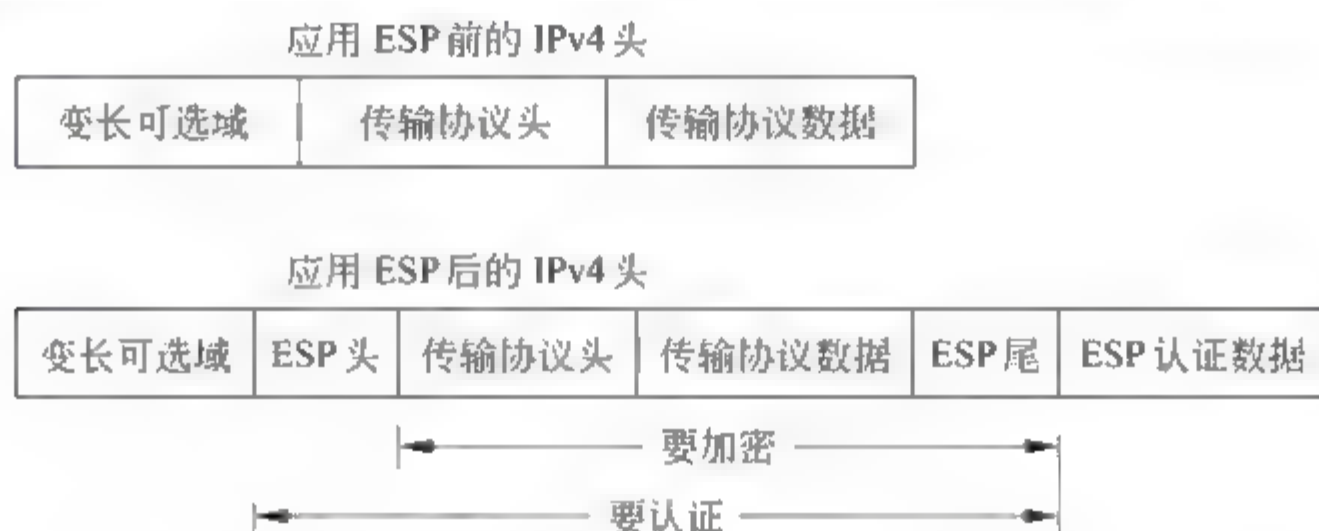 应用 ESP 前的 IPv4 头
变长可选域 传输协议头 传输协议数据
应用 ESP 后的 IPv4 头
变长可选域 ESP 头 传输协议头 传输协议数据 ESP 尾 ESP 认证数据
要加密
要认证